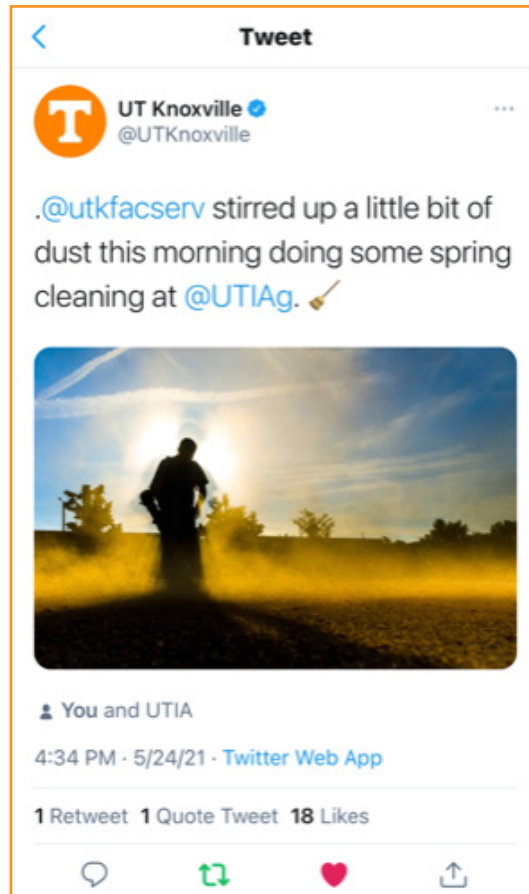 Tweet
T
UT Knoxville
@UTKnoxville
.@utkfacserv stirred up a little bit of
dust this morning doing some spring
cleaning at @UTIAg. 🧹
You and UTIA
4:34 PM · 5/24/21 · Twitter Web App
1 Retweet 1 Quote Tweet 18 Likes